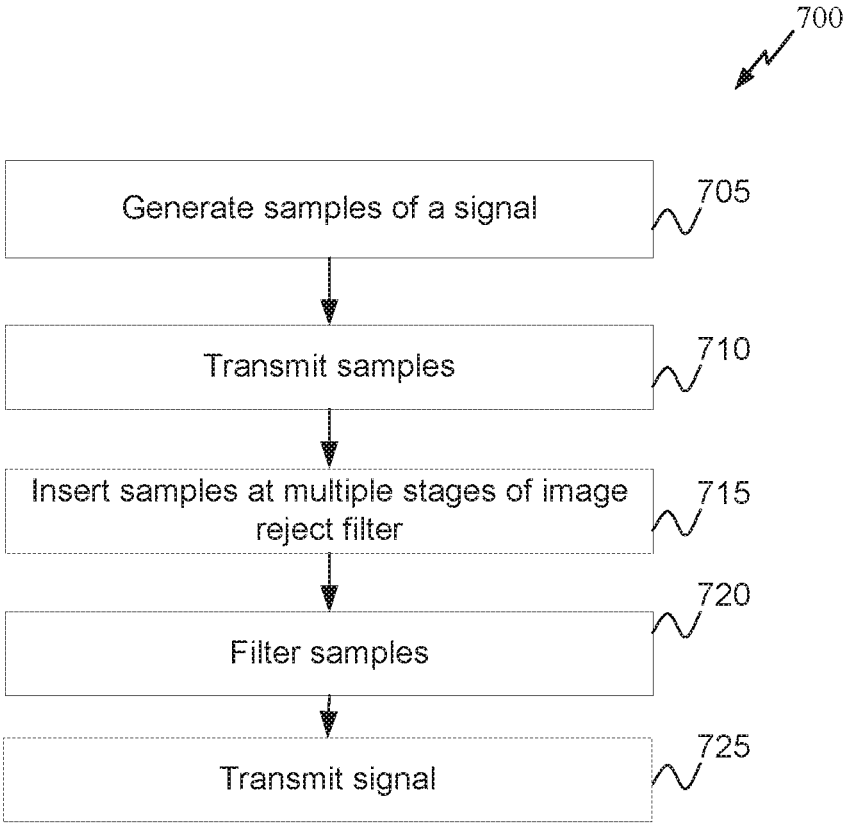 700
Generate samples of a signal
705
Transmit samples
710
Insert samples at multiple stages of image
reject filter
715
Filter samples
720
Transmit signal
725